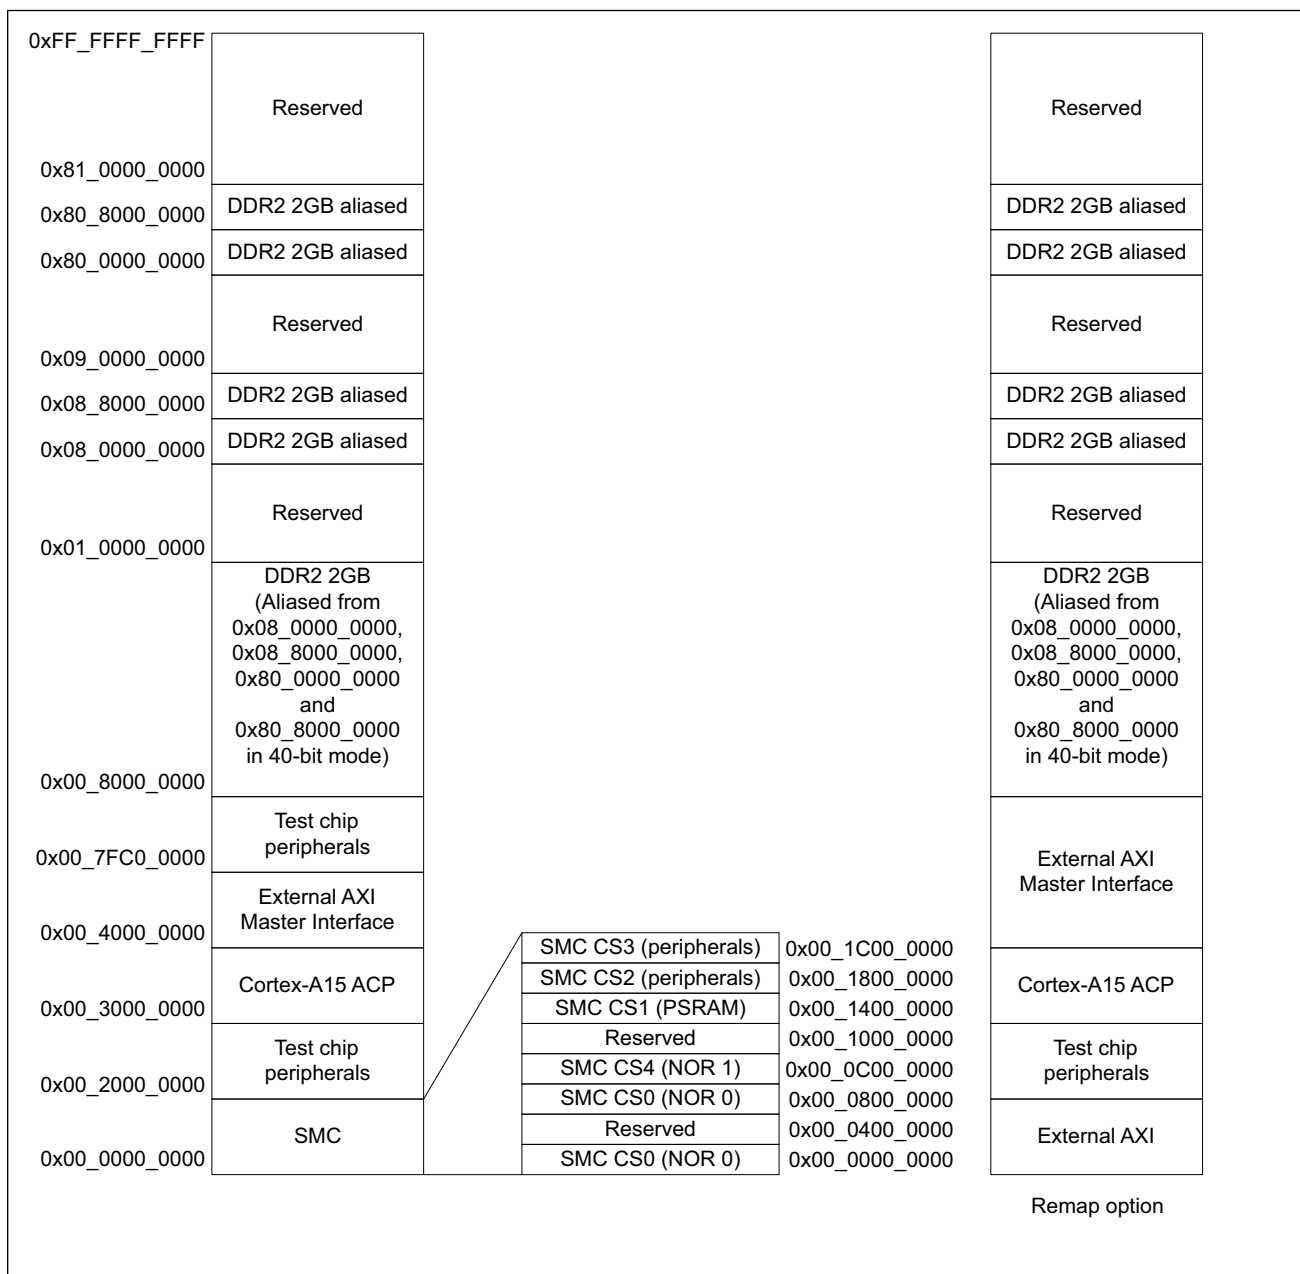 0xFF_FFFF_FFFF
Reserved
0x81_0000_0000
DDR2 2GB aliased
0x80_8000_0000
DDR2 2GB aliased
0x80_0000_0000
Reserved
0x09_0000_0000
DDR2 2GB aliased
0x08_8000_0000
DDR2 2GB aliased
0x08_0000_0000
Reserved
0x01_0000_0000
DDR2 2GB
(Aliased from
0x08_0000_0000,
0x08_8000_0000,
0x80_0000_0000
and
0x80_8000_0000
in 40-bit mode)
0x00_8000_0000
Test chip
peripherals
0x00_7FC0_0000
External AXI
Master Interface
0x00_4000_0000
Cortex-A15 ACP
0x00_3000_0000
Test chip
peripherals
0x00_2000_0000
SMC
0x00_0000_0000
SMC CS3 (peripherals) 0x00_1C00_0000
SMC CS2 (peripherals) 0x00_1800_0000
SMC CS1 (PSRAM) 0x00_1400_0000
Reserved 0x00_1000_0000
SMC CS4 (NOR 1) 0x00_0C00_0000
SMC CS0 (NOR 0) 0x00_0800_0000
Reserved 0x00_0400_0000
SMC CS0 (NOR 0) 0x00_0000_0000
Reserved
DDR2 2GB aliased
DDR2 2GB aliased
Reserved
DDR2 2GB aliased
DDR2 2GB aliased
Reserved
DDR2 2GB
(Aliased from
0x08_0000_0000,
0x08_8000_0000,
0x80_0000_0000
and
0x80_8000_0000
in 40-bit mode)
External AXI
Master Interface
Cortex-A15 ACP
Test chip
peripherals
External AXI
Remap option